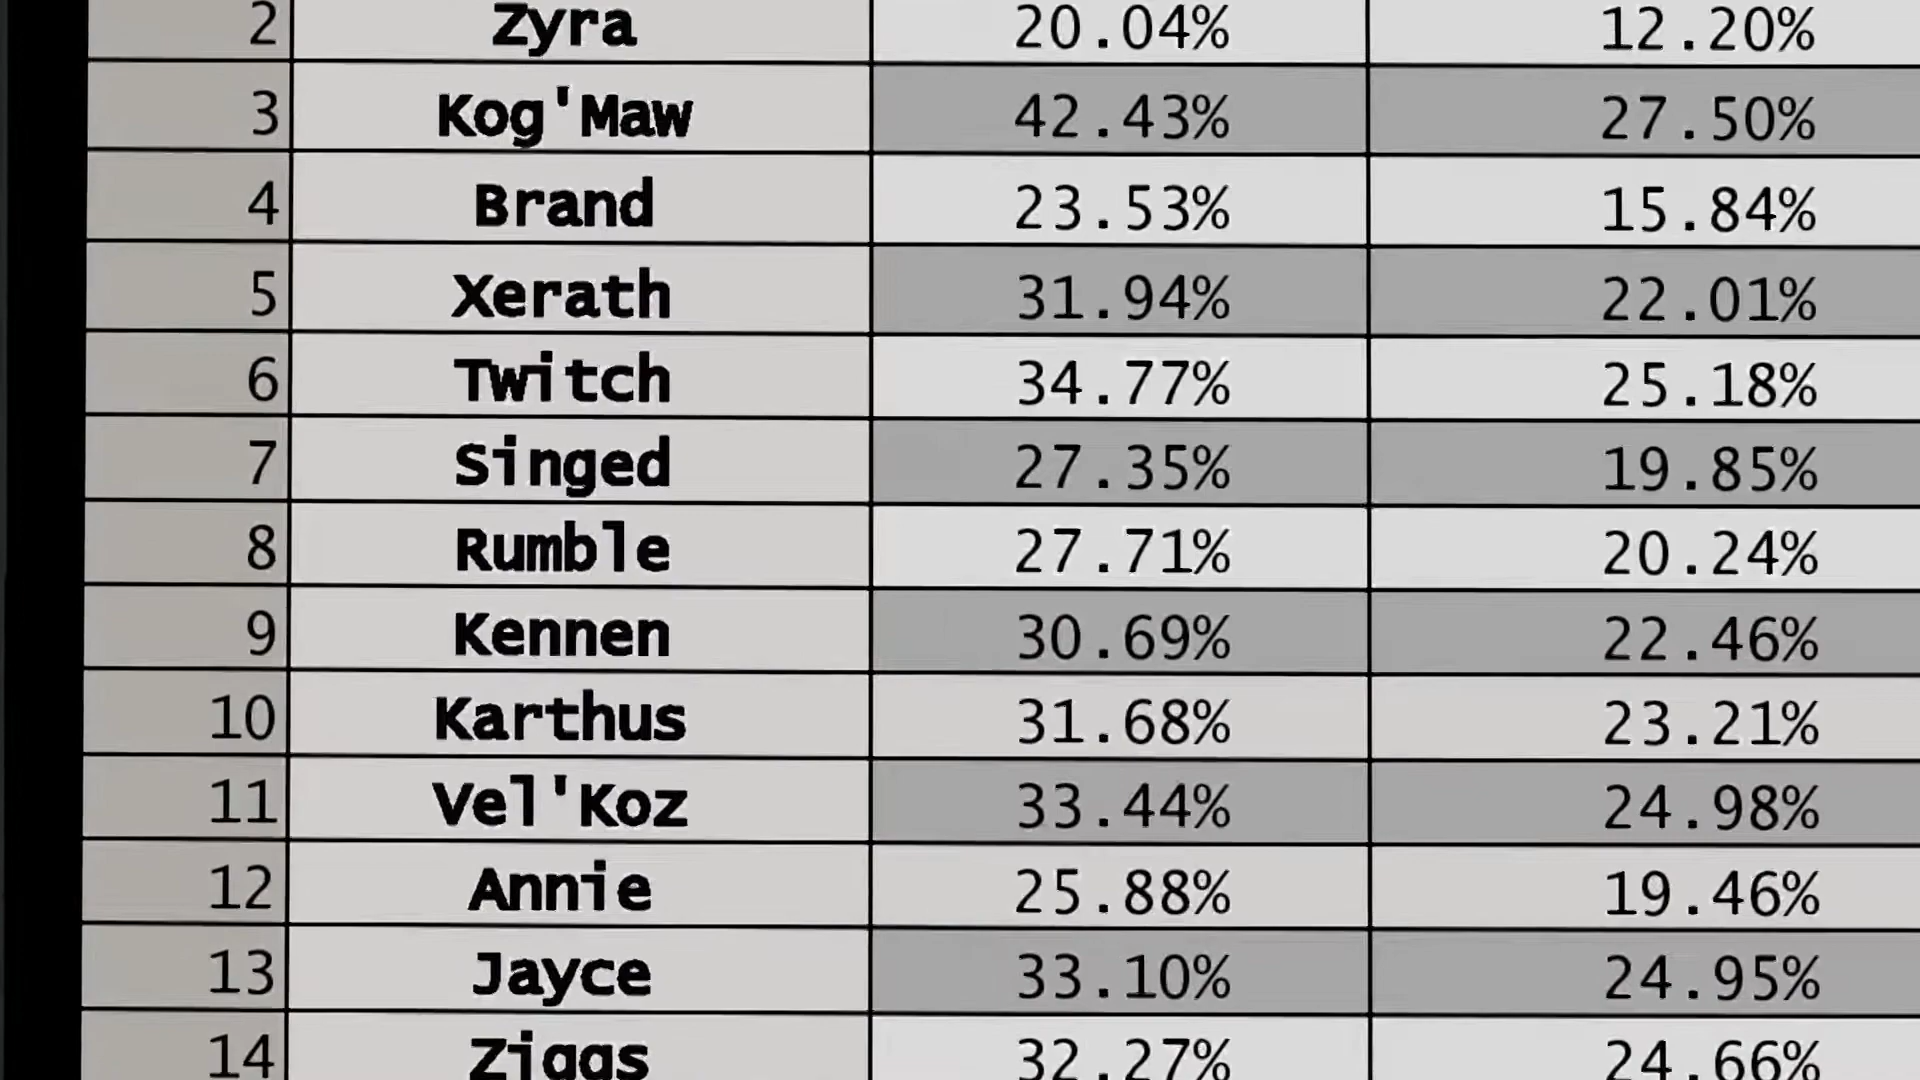 2 Zyra 20.04% 12.20%
3 Kog'Maw 42.43% 27.50%
4 Brand 23.53% 15.84%
5 Xerath 31.94% 22.01%
6 Twitch 34.77% 25.18%
7 Singed 27.35% 19.85%
8 Rumble 27.71% 20.24%
9 Kennen 30.69% 22.46%
10 Karthus 31.68% 23.21%
11 Vel'Koz 33.44% 24.98%
12 Annie 25.88% 19.46%
13 Jayce 33.10% 24.95%
14 Ziggs 32.27% 24.66%